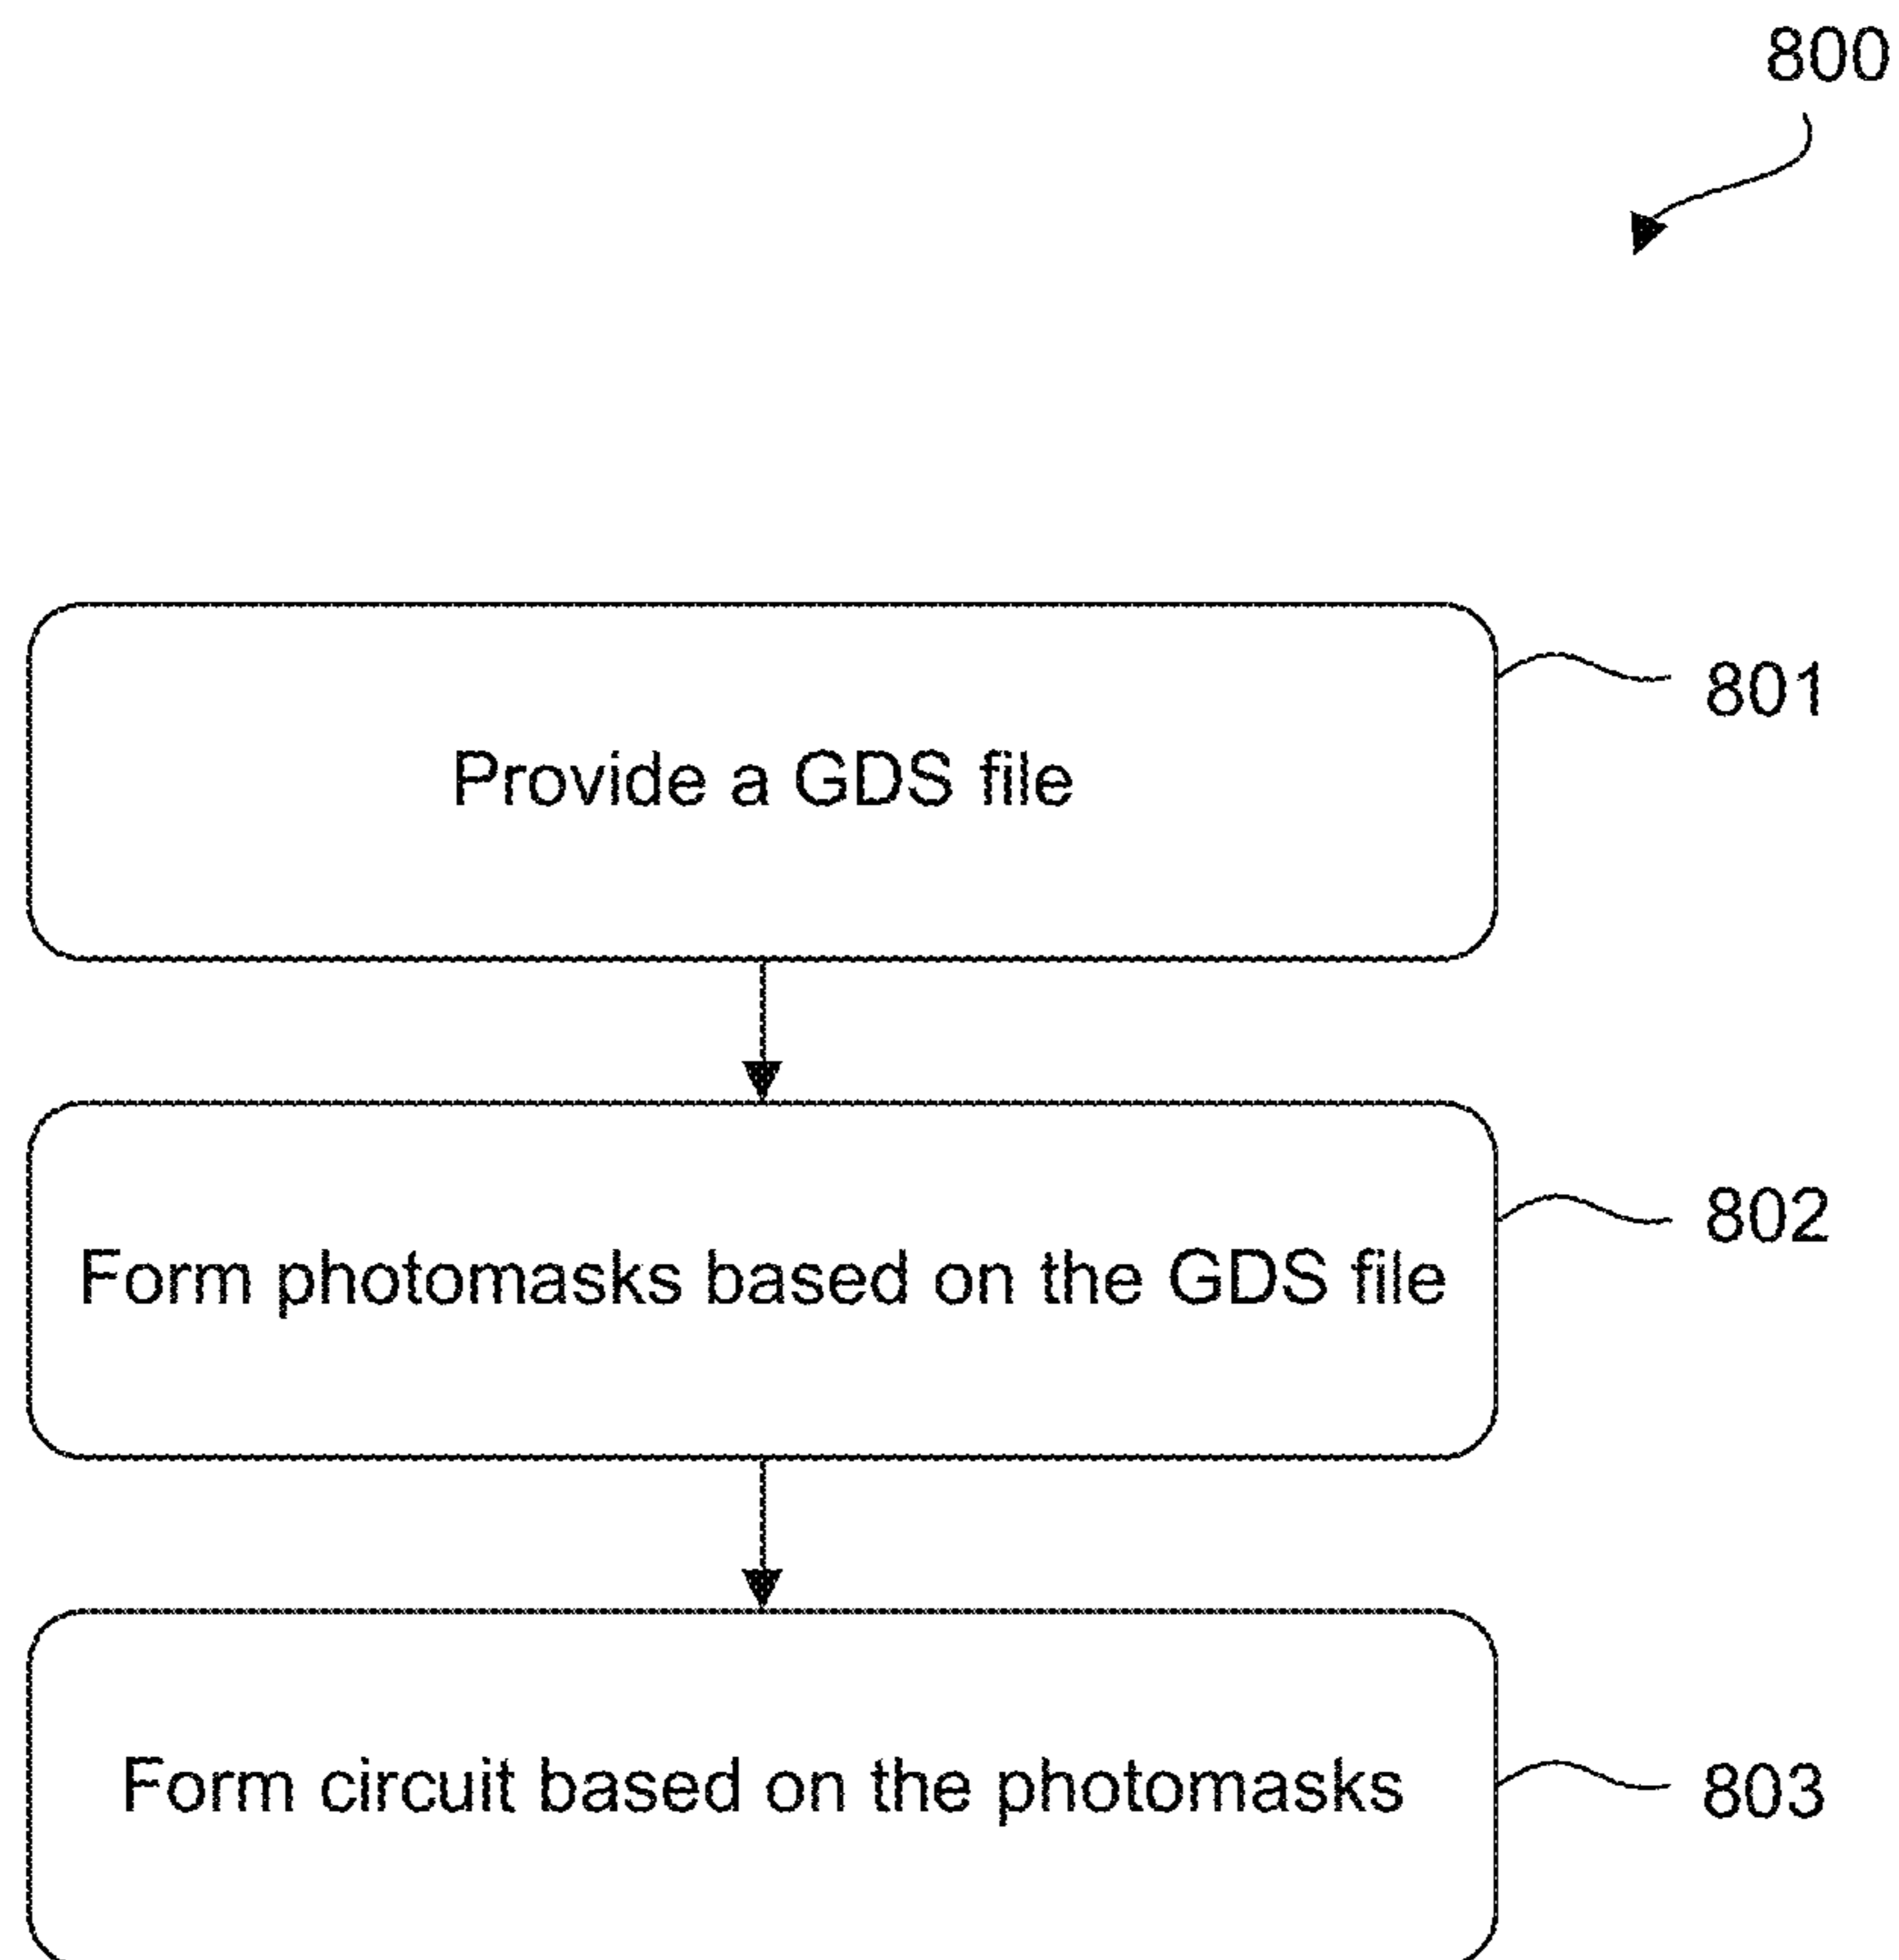 800
Provide a GDS file
801
Form photomasks based on the GDS file
802
Form circuit based on the photomasks
803